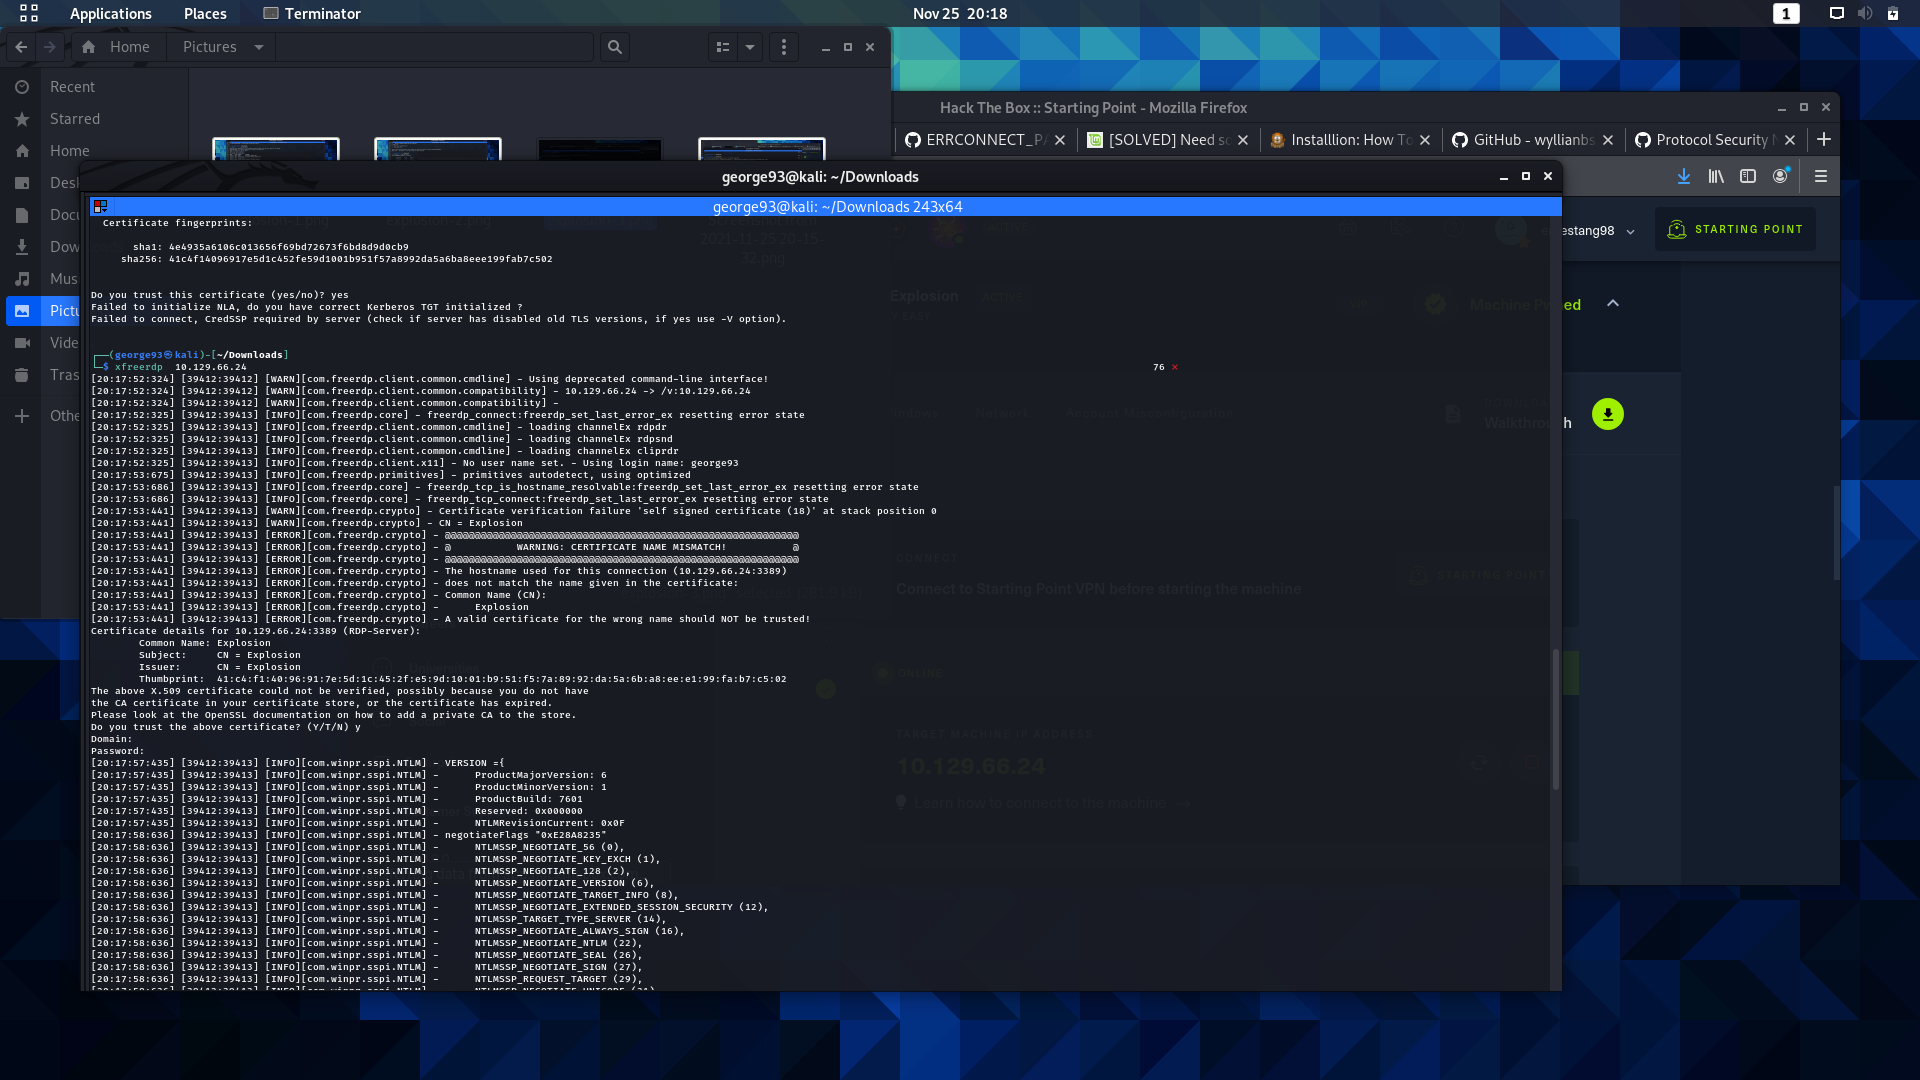 Applications
Places
Terminator
Nov 25 20:18
1
Home
Pictures
Recent
Starred
Home
Desk
Docu
Dow
Mus
Pictu
Vide
Tras
Othe
Hack The Box :: Starting Point - Mozilla Firefox
ERRCONNECT_PA
[SOLVED] Need so
Installlion: How To
GitHub - wyllianbs
Protocol Security N
estang98
STARTING POINT
george93@kali: ~/Downloads
george93@kali: ~/Downloads 243x64
Certificate fingerprints:
sha1: 4e4935a6106c013656f69bd72673f6bd8d9d0cb9
sha256: 41c4f14096917e5d1c452fe59d1001b951f57a8992da5a6ba8eee199fab7c502
Do you trust this certificate (yes/no)? yes
Failed to initialize NLA, do you have correct Kerberos TGT initialized ?
Failed to connect, CredSSP required by server (check if server has disabled old TLS versions, if yes use -V option).
┌──(george93㉿kali)-[~/Downloads]
└─$ xfreerdp  10.129.66.24
76 ⨯
[20:17:52:324] [39412:39412] [WARN][com.freerdp.client.common.cmdline] - Using deprecated command-line interface!
[20:17:52:324] [39412:39412] [WARN][com.freerdp.client.common.compatibility] - 10.129.66.24 -> /v:10.129.66.24
[20:17:52:324] [39412:39412] [WARN][com.freerdp.client.common.compatibility] -
[20:17:52:325] [39412:39413] [INFO][com.freerdp.core] - freerdp_connect:freerdp_set_last_error_ex resetting error state
[20:17:52:325] [39412:39413] [INFO][com.freerdp.client.common.cmdline] - loading channelEx rdpdr
[20:17:52:325] [39412:39413] [INFO][com.freerdp.client.common.cmdline] - loading channelEx rdpsnd
[20:17:52:325] [39412:39413] [INFO][com.freerdp.client.common.cmdline] - loading channelEx cliprdr
[20:17:52:325] [39412:39413] [INFO][com.freerdp.client.x11] - No user name set. - Using login name: george93
[20:17:53:675] [39412:39413] [INFO][com.freerdp.primitives] - primitives autodetect, using optimized
[20:17:53:686] [39412:39413] [INFO][com.freerdp.core] - freerdp_tcp_is_hostname_resolvable:freerdp_set_last_error_ex resetting error state
[20:17:53:686] [39412:39413] [INFO][com.freerdp.core] - freerdp_tcp_connect:freerdp_set_last_error_ex resetting error state
[20:17:53:441] [39412:39413] [WARN][com.freerdp.crypto] - Certificate verification failure 'self signed certificate (18)' at stack position 0
[20:17:53:441] [39412:39413] [WARN][com.freerdp.crypto] - CN = Explosion
[20:17:53:441] [39412:39413] [ERROR][com.freerdp.crypto] - @@@@@@@@@@@@@@@@@@@@@@@@@@@@@@@@@@@@@@@@@@@@@@@@@@@@@@@@@@@
[20:17:53:441] [39412:39413] [ERROR][com.freerdp.crypto] - @           WARNING: CERTIFICATE NAME MISMATCH!           @
[20:17:53:441] [39412:39413] [ERROR][com.freerdp.crypto] - @@@@@@@@@@@@@@@@@@@@@@@@@@@@@@@@@@@@@@@@@@@@@@@@@@@@@@@@@@@
[20:17:53:441] [39412:39413] [ERROR][com.freerdp.crypto] - The hostname used for this connection (10.129.66.24:3389)
[20:17:53:441] [39412:39413] [ERROR][com.freerdp.crypto] - does not match the name given in the certificate:
[20:17:53:441] [39412:39413] [ERROR][com.freerdp.crypto] - Common Name (CN):
[20:17:53:441] [39412:39413] [ERROR][com.freerdp.crypto] -      Explosion
[20:17:53:441] [39412:39413] [ERROR][com.freerdp.crypto] - A valid certificate for the wrong name should NOT be trusted!
Certificate details for 10.129.66.24:3389 (RDP-Server):
Common Name: Explosion
Subject:     CN = Explosion
Issuer:      CN = Explosion
Thumbprint:  41:c4:f1:40:96:91:7e:5d:1c:45:2f:e5:9d:10:01:b9:51:f5:7a:89:92:da:5a:6b:a8:ee:e1:99:fa:b7:c5:02
The above X.509 certificate could not be verified, possibly because you do not have
the CA certificate in your certificate store, or the certificate has expired.
Please look at the OpenSSL documentation on how to add a private CA to the store.
Do you trust the above certificate? (Y/T/N) y
Domain:
Password:
[20:17:57:435] [39412:39413] [INFO][com.winpr.sspi.NTLM] - VERSION ={
[20:17:57:435] [39412:39413] [INFO][com.winpr.sspi.NTLM] -      ProductMajorVersion: 6
[20:17:57:435] [39412:39413] [INFO][com.winpr.sspi.NTLM] -      ProductMinorVersion: 1
[20:17:57:435] [39412:39413] [INFO][com.winpr.sspi.NTLM] -      ProductBuild: 7601
[20:17:57:435] [39412:39413] [INFO][com.winpr.sspi.NTLM] -      Reserved: 0x000000
[20:17:57:435] [39412:39413] [INFO][com.winpr.sspi.NTLM] -      NTLMRevisionCurrent: 0x0F
[20:17:58:636] [39412:39413] [INFO][com.winpr.sspi.NTLM] - negotiateFlags "0xE28A8235"
[20:17:58:636] [39412:39413] [INFO][com.winpr.sspi.NTLM] -      NTLMSSP_NEGOTIATE_56 (0),
[20:17:58:636] [39412:39413] [INFO][com.winpr.sspi.NTLM] -      NTLMSSP_NEGOTIATE_KEY_EXCH (1),
[20:17:58:636] [39412:39413] [INFO][com.winpr.sspi.NTLM] -      NTLMSSP_NEGOTIATE_128 (2),
[20:17:58:636] [39412:39413] [INFO][com.winpr.sspi.NTLM] -      NTLMSSP_NEGOTIATE_VERSION (6),
[20:17:58:636] [39412:39413] [INFO][com.winpr.sspi.NTLM] -      NTLMSSP_NEGOTIATE_TARGET_INFO (8),
[20:17:58:636] [39412:39413] [INFO][com.winpr.sspi.NTLM] -      NTLMSSP_NEGOTIATE_EXTENDED_SESSION_SECURITY (12),
[20:17:58:636] [39412:39413] [INFO][com.winpr.sspi.NTLM] -      NTLMSSP_TARGET_TYPE_SERVER (14),
[20:17:58:636] [39412:39413] [INFO][com.winpr.sspi.NTLM] -      NTLMSSP_NEGOTIATE_ALWAYS_SIGN (16),
[20:17:58:636] [39412:39413] [INFO][com.winpr.sspi.NTLM] -      NTLMSSP_NEGOTIATE_NTLM (22),
[20:17:58:636] [39412:39413] [INFO][com.winpr.sspi.NTLM] -      NTLMSSP_NEGOTIATE_SEAL (26),
[20:17:58:636] [39412:39413] [INFO][com.winpr.sspi.NTLM] -      NTLMSSP_NEGOTIATE_SIGN (27),
[20:17:58:636] [39412:39413] [INFO][com.winpr.sspi.NTLM] -      NTLMSSP_REQUEST_TARGET (29),
Explosion
ACTIVE
Machine Pwned
Walkthrough
CONNECT
Connect to Starting Point VPN before starting the machine
STARTING POINT
ONLINE
TARGET MACHINE IP ADDRESS
10.129.66.24
Learn how to connect to the machine